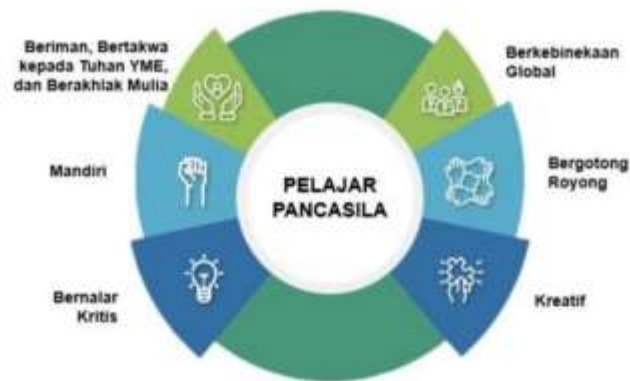 Beriman, Bertakwa
kepada Tuhan YME,
dan Berakhlak Mulia
Berkebinekaan
Global
Mandiri
PELAJAR
PANCASILA
Bergotong
Royong
Bernalar
Kritis
Kreatif